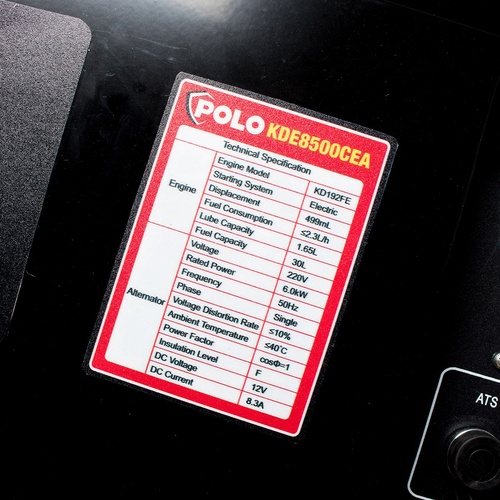 POLO KDE8500CEA
Technical Specification
Engine
Engine Model KD192FE
Starting System Electric
Displacement 499mL
Fuel Consumption ≤2.3L/h
Lube Capacity 1.65L
Fuel Capacity 30L
Alternator
Voltage 220V
Rated Power 6.0kW
Frequency 50Hz
Phase Single
Voltage Distortion Rate ≤10%
Ambient Temperature ≤40°C
Power Factor cosΦ=1
Insulation Level F
DC Voltage 12V
DC Current 8.3A
ATS